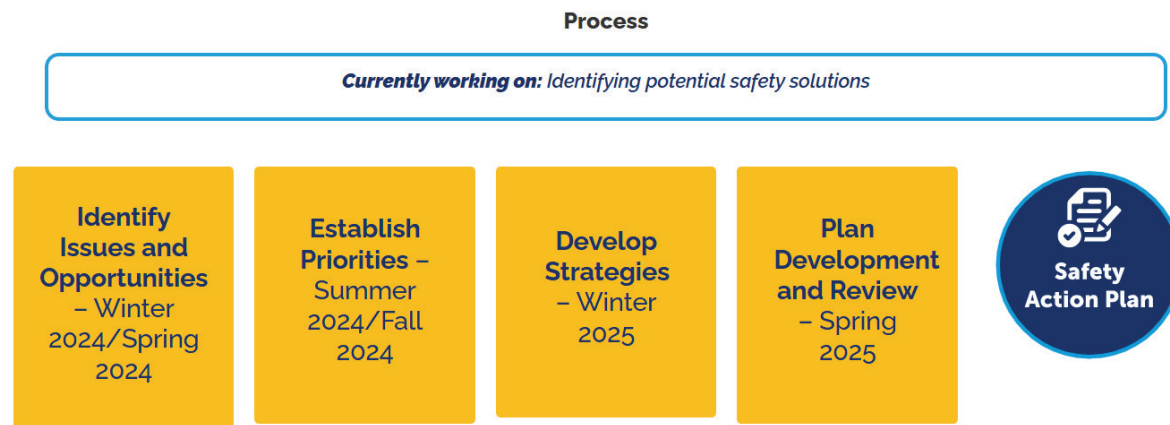 Process
Currently working on: Identifying potential safety solutions
Identify
Issues and
Opportunities
– Winter
2024/Spring
2024
Establish
Priorities –
Summer
2024/Fall
2024
Develop
Strategies
– Winter
2025
Plan
Development
and Review
– Spring
2025
Safety
Action Plan